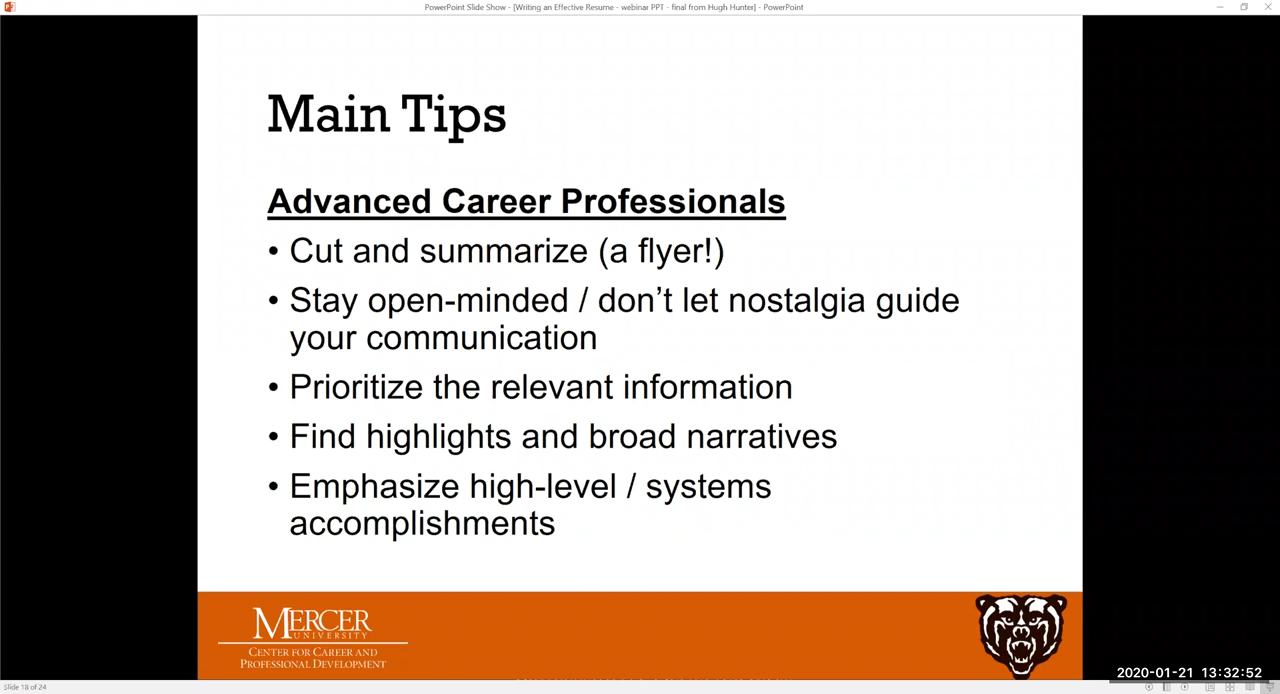 PowerPoint Slide Show - [Writing an Effective Resume - webinar PPT - final from Hugh Hunter] - PowerPoint
Main Tips
Advanced Career Professionals
• Cut and summarize (a flyer!)
• Stay open-minded / don’t let nostalgia guide
your communication
• Prioritize the relevant information
• Find highlights and broad narratives
• Emphasize high-level / systems
accomplishments
MERCER
UNIVERSITY
CENTER FOR CAREER AND
PROFESSIONAL DEVELOPMENT
2020-01-21 13:32:52
Slide 18 of 24